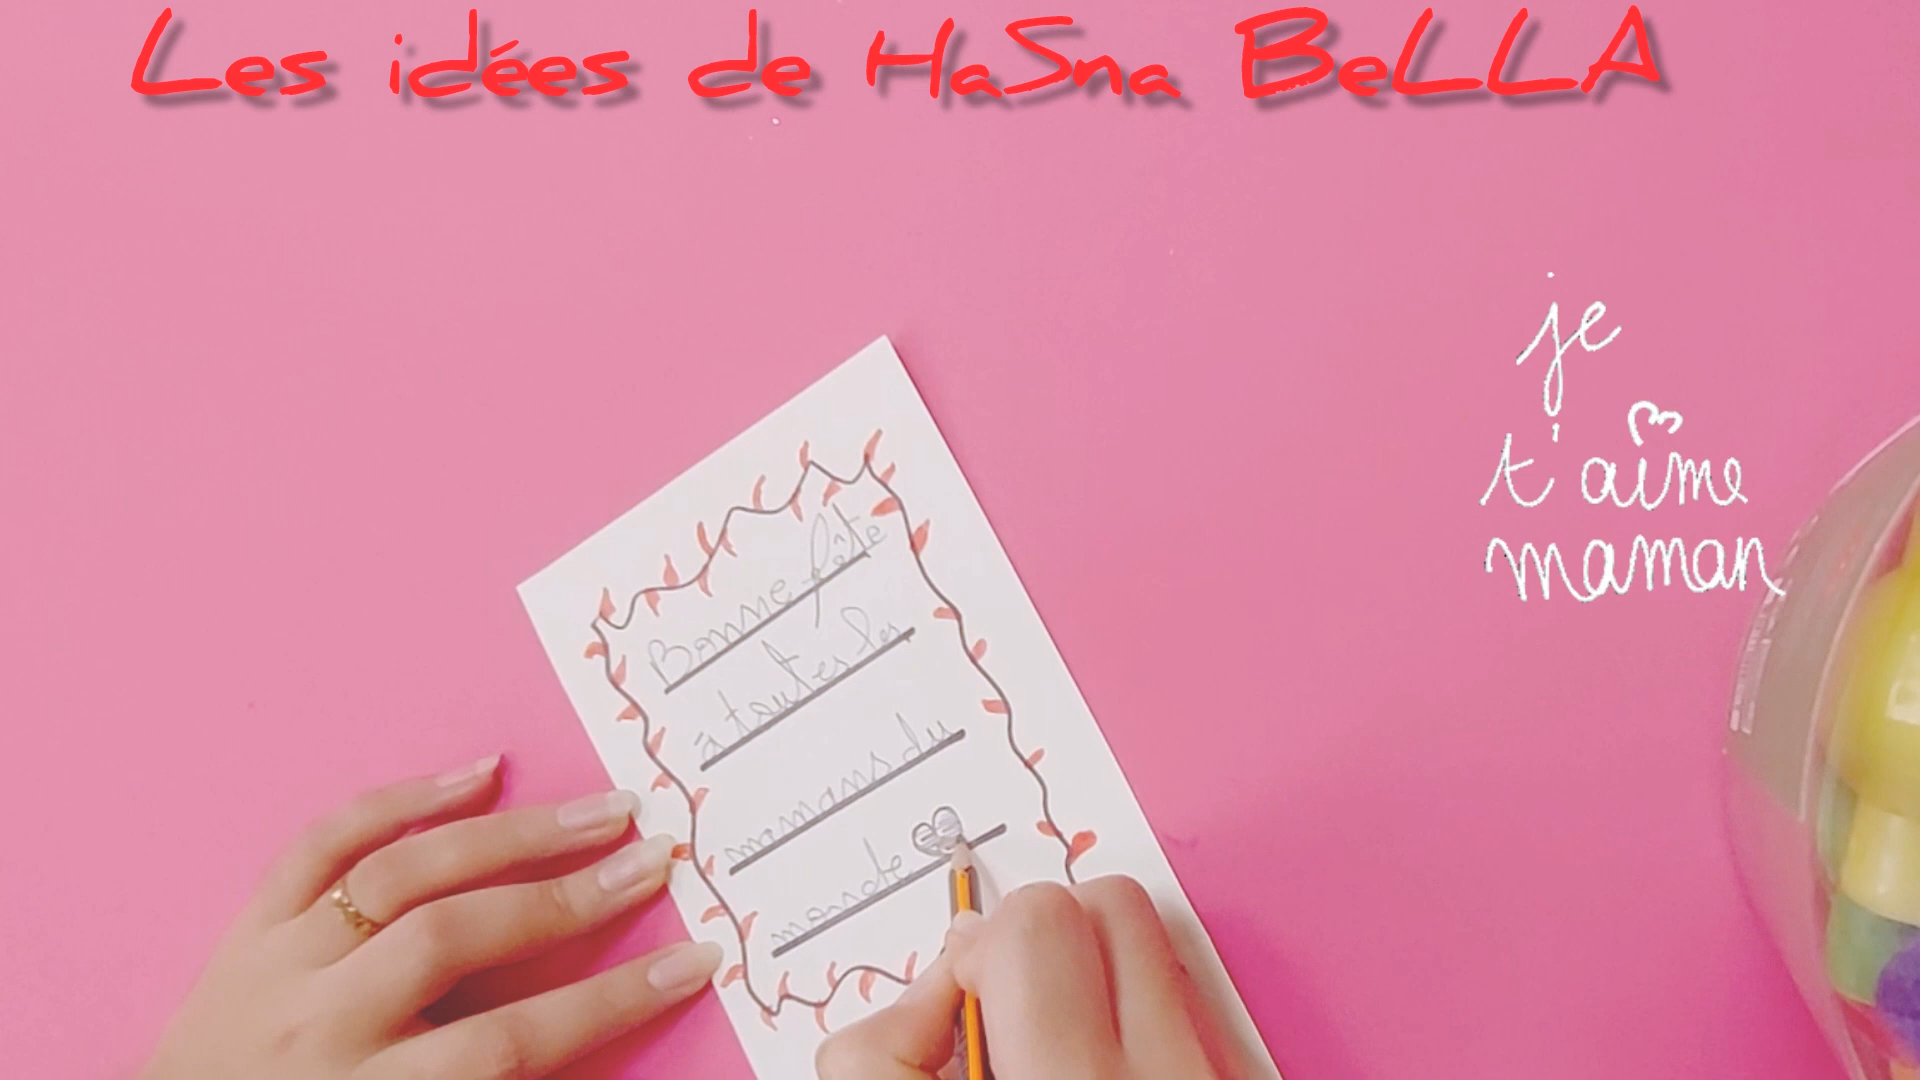 Les idées de HaSna BeLLA
je
t'aime
maman
Bonne fête
à toutes les
mamans du
monde